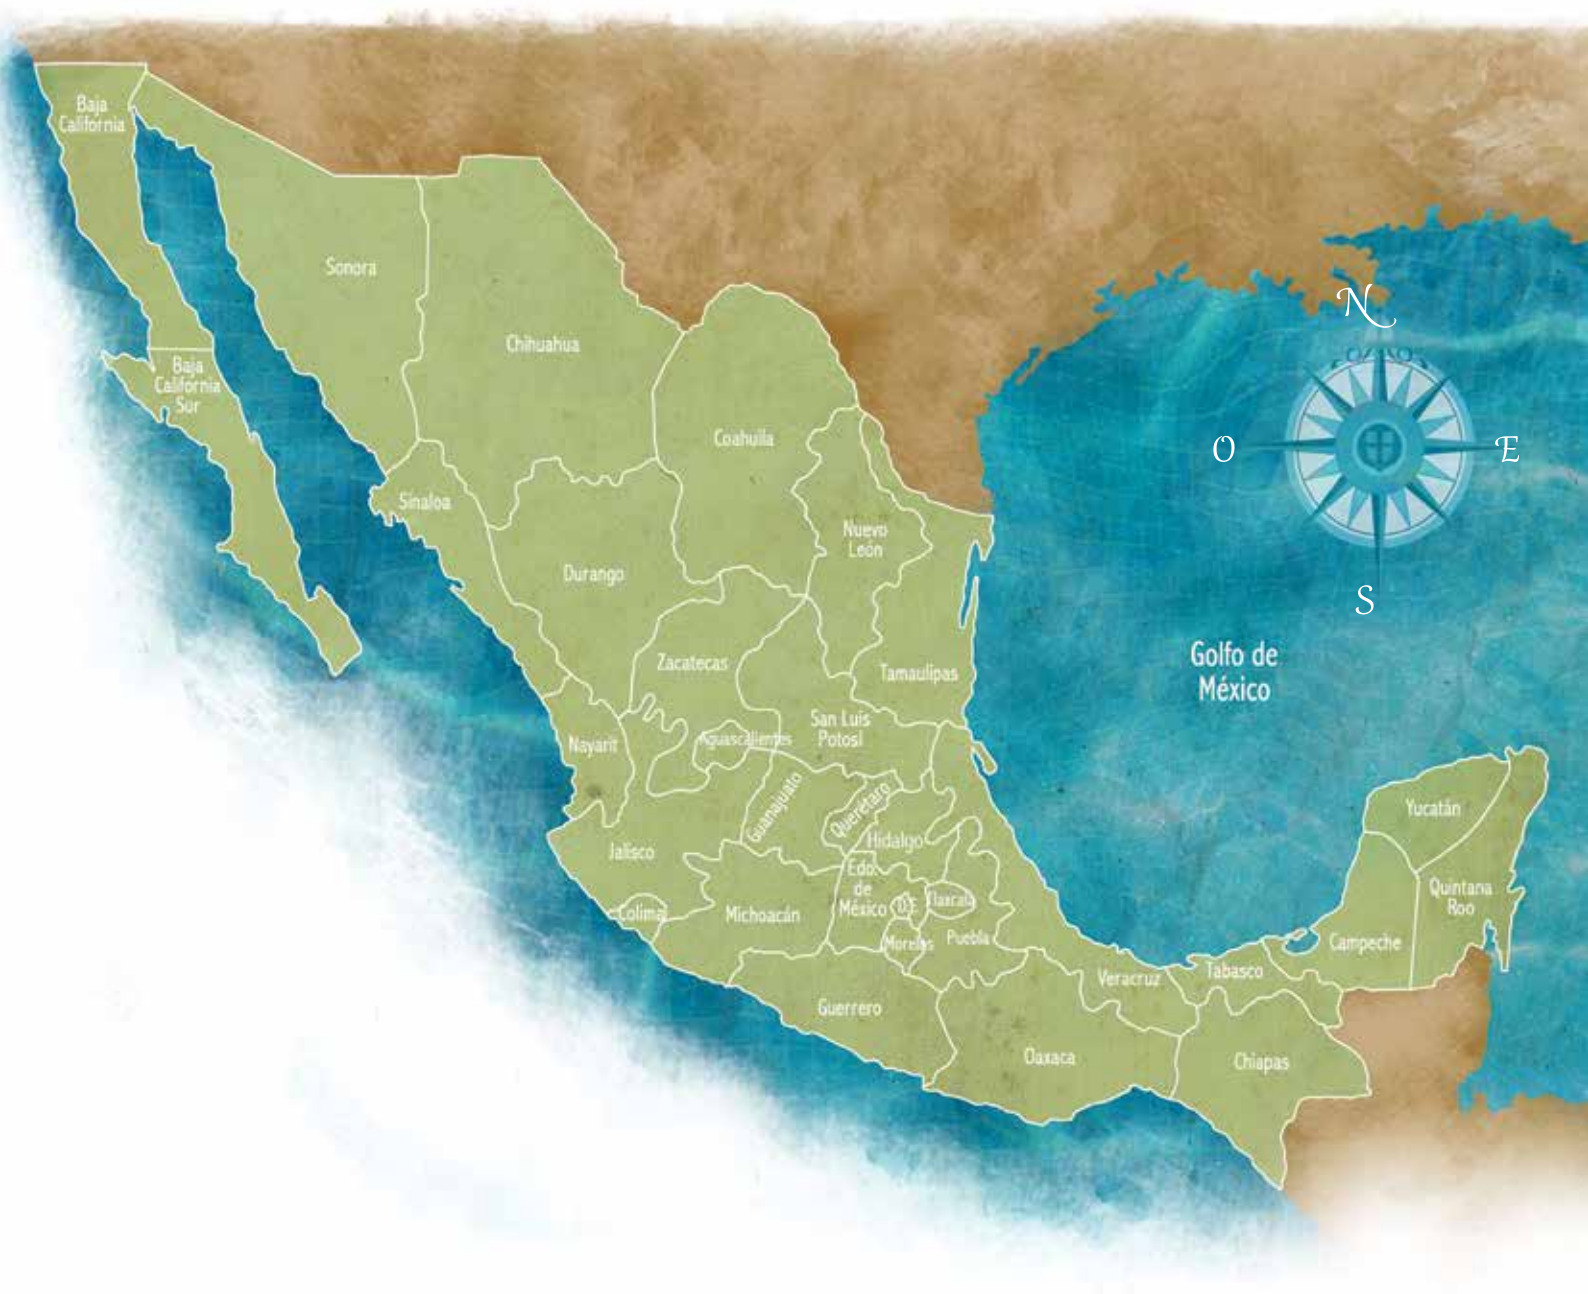 Baja
California
Sonora
Chihuahua
Baja
California
Sur
Coahuila
Sinaloa
Nuevo
León
Durango
Zacatecas
Tamaulipas
San Luis
Potosí
Nayarit
Aguascalientes
Guanajuato
Querétaro
Hidalgo
Jalisco
Edo.
de
México
D.F.
Tlaxcala
Colima
Michoacán
Morelos
Puebla
Guerrero
Oaxaca
Veracruz
Tabasco
Chiapas
Campeche
Yucatán
Quintana
Roo
Golfo de
México
N
O
E
S